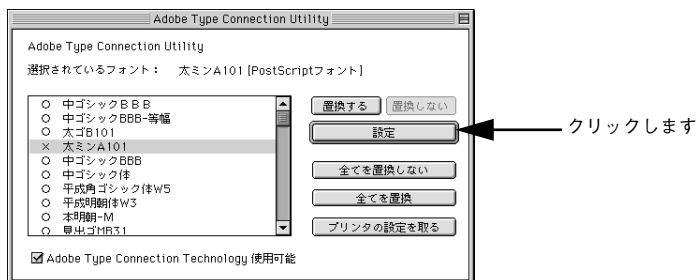 Adobe Type Connection Utility
Adobe Type Connection Utility
選択されているフォント： 太ミンA101 [PostScriptフォント]
○ 中ゴシックＢＢＢ
○ 中ゴシックBBB-等幅
○ 太ゴB101
× 太ミンA101
○ 中ゴシックBBB
○ 中ゴシック体
○ 平成角ゴシック体W5
○ 平成明朝体W3
○ 本明朝-M
○ 見出ゴMB31
置換する 置換しない
設定
クリックします
全てを置換しない
全てを置換
プリンタの設定を取る
Adobe Type Connection Technology 使用可能